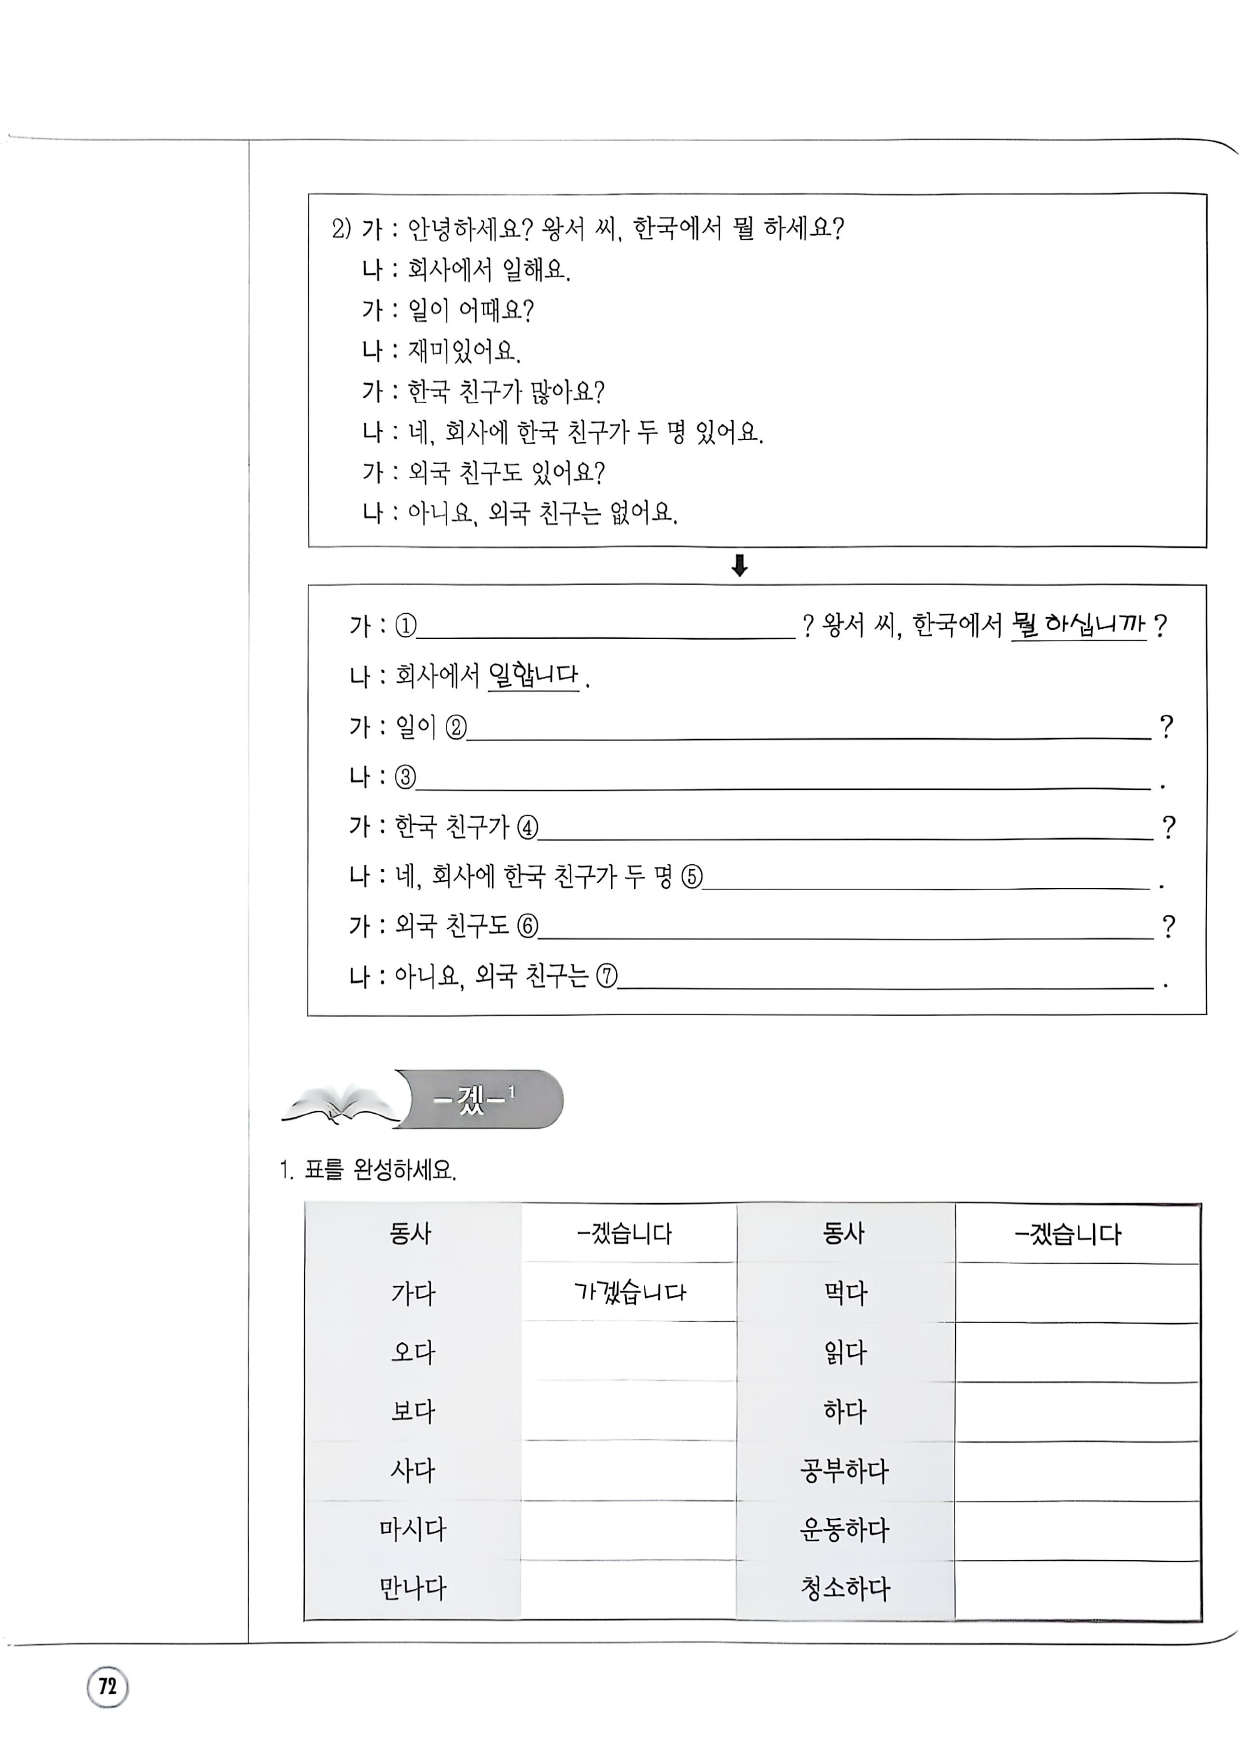 2) 가 : 안녕하세요? 왕서 씨, 한국에서 뭘 하세요?
나 : 회사에서 일해요.
가 : 일이 어때요?
나 : 재미있어요.
가 : 한국 친구가 많아요?
나 : 네, 회사에 한국 친구가 두 명 있어요.
가 : 외국 친구도 있어요?
나 : 아니요, 외국 친구는 없어요.
가 : ① ? 왕서 씨, 한국에서 뭘 하십니까 ?
나 : 회사에서 일합니다 .
가 : 일이 ② ?
나 : ③ .
가 : 한국 친구가 ④ ?
나 : 네, 회사에 한국 친구가 두 명 ⑤ .
가 : 외국 친구도 ⑥ ?
나 : 아니요, 외국 친구는 ⑦ .
-겠-1
1. 표를 완성하세요.
동사 -겠습니다 동사 -겠습니다
가다 가겠습니다 먹다
오다 읽다
보다 하다
사다 공부하다
마시다 운동하다
만나다 청소하다
72